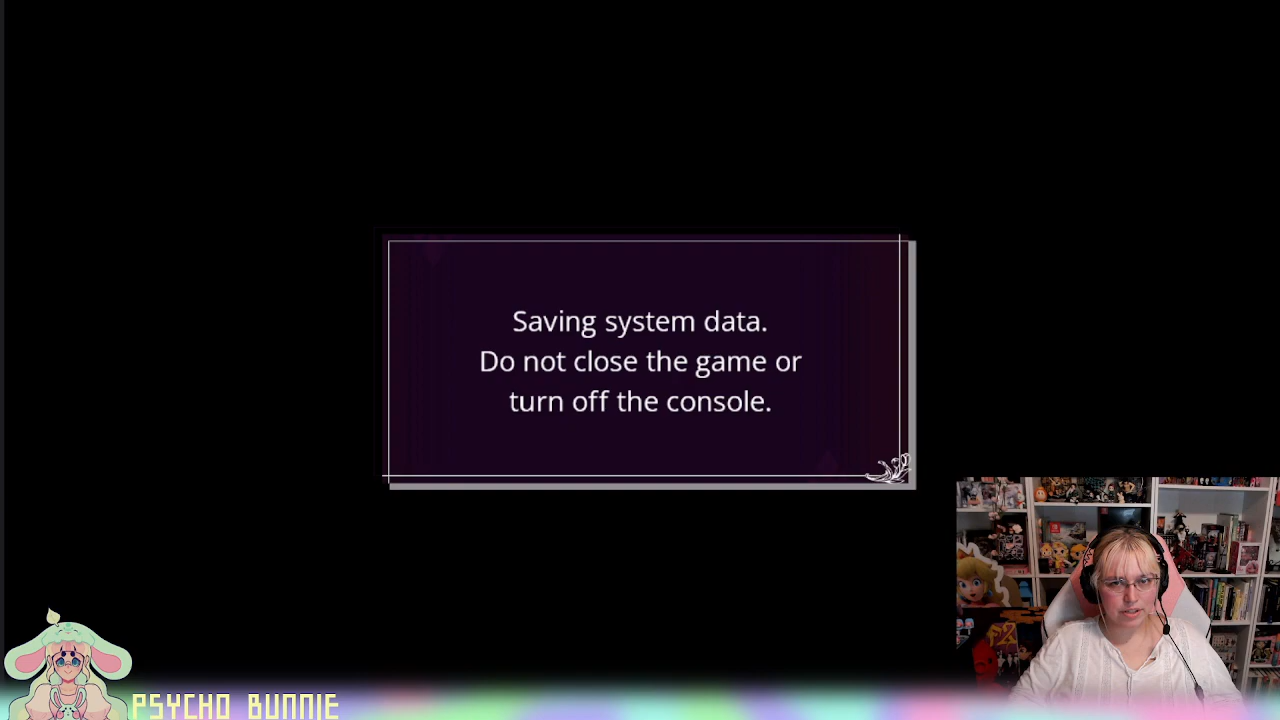 Saving system data.
Do not close the game or
turn off the console.
PSYCHO BUNNIE